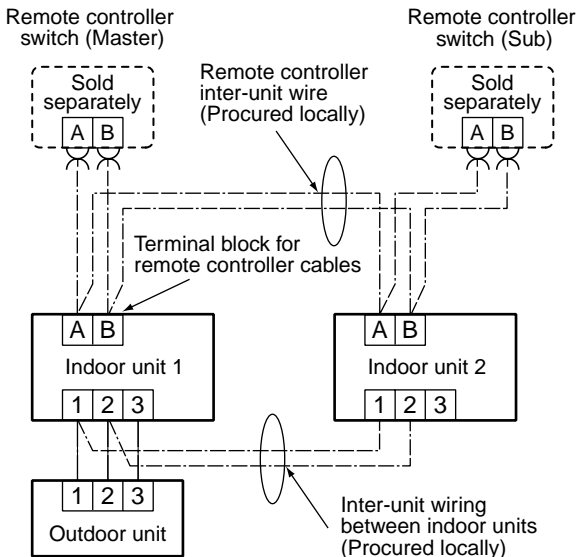 Remote controller
switch (Master)
Remote controller
switch (Sub)
Sold
separately
A B
Remote controller
inter-unit wire
(Procured locally)
Sold
separately
A B
Terminal block for
remote controller cables
A B
Indoor unit 1
1 2 3
A B
Indoor unit 2
1 2 3
1 2 3
Outdoor unit
Inter-unit wiring
between indoor units
(Procured locally)